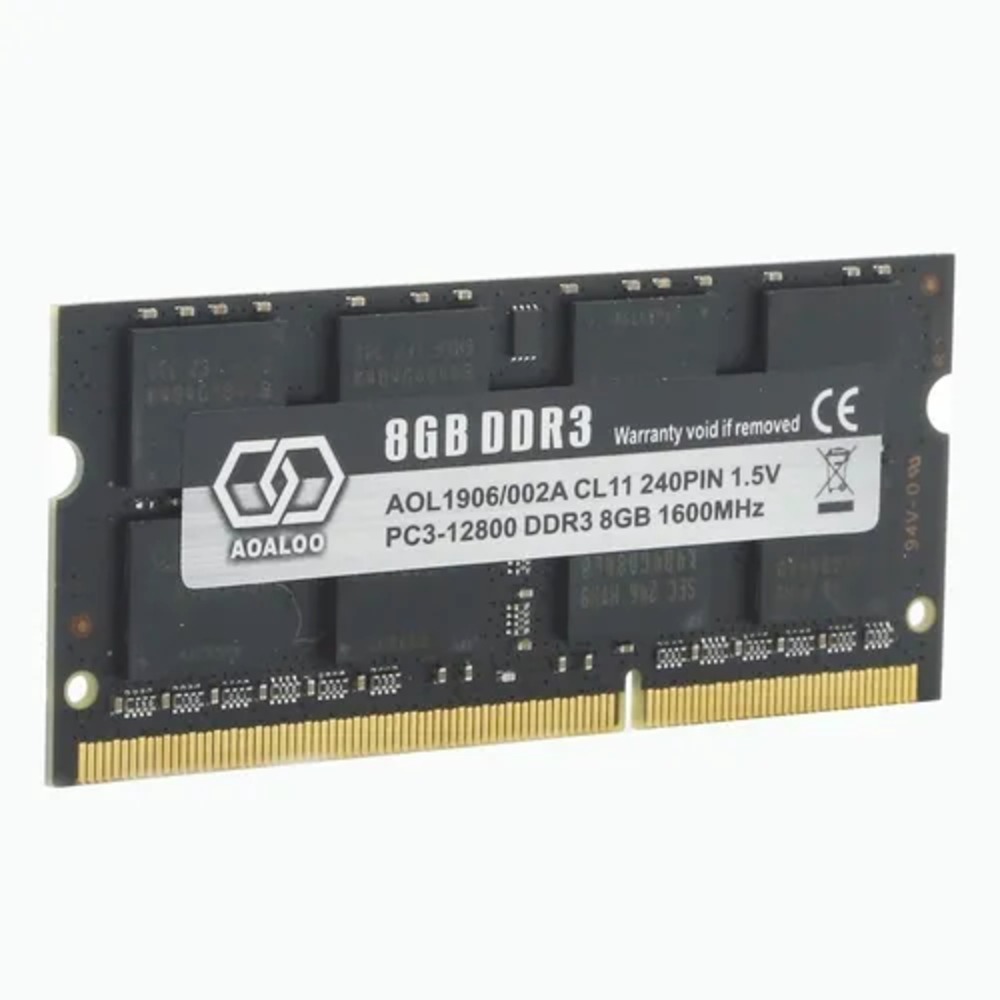 8GB DDR3
Warranty void if removed
CE
AOL1906/002A CL11 240PIN 1.5V
PC3-12800 DDR3 8GB 1600MHz
AOALOO
94V-0